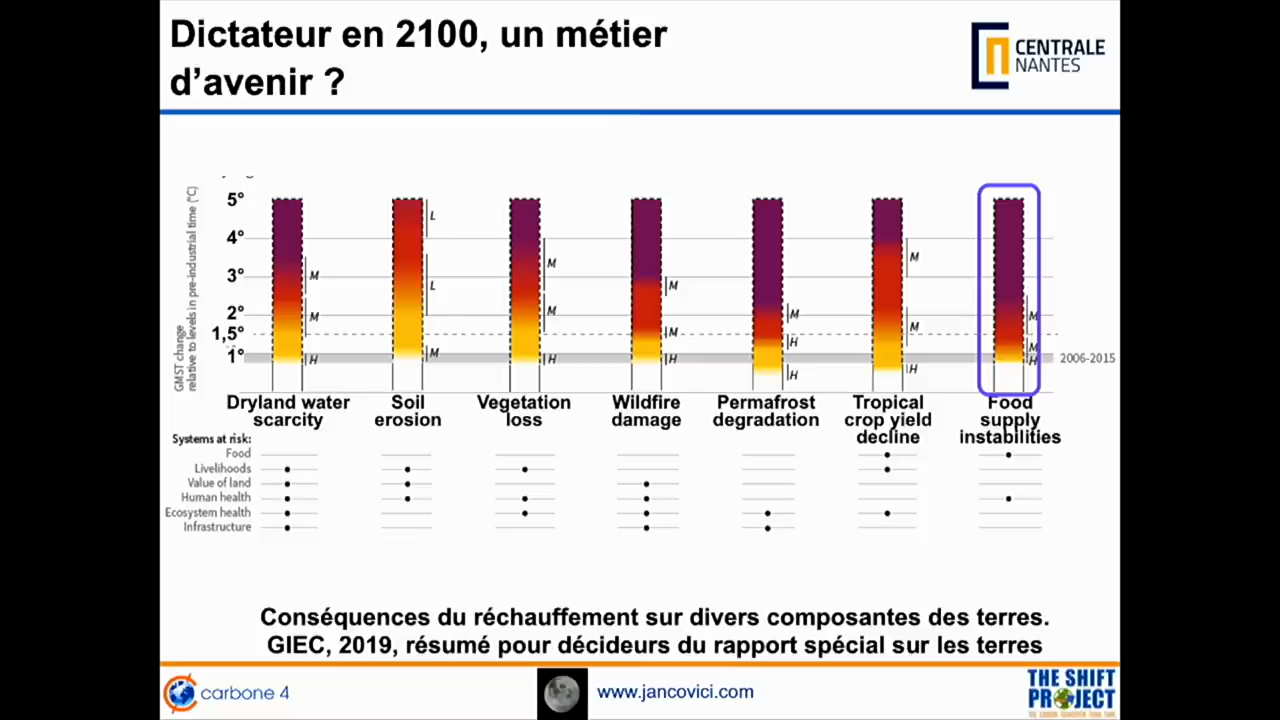 Dictateur en 2100, un métier
d'avenir ?
CENTRALE
NANTES
GMST change
relative to levels in pre-industrial time (°C)
5°
4°
3°
2°
1,5°
1°
M
M
H
L
L
M
M
M
H
M
M
H
M
H
H
M
M
H
M
M
H
2006-2015
Dryland water
scarcity
Soil
erosion
Vegetation
loss
Wildfire
damage
Permafrost
degradation
Tropical
crop yield
decline
Food
supply
instabilities
Systems at risk:
Food
Livelihoods
Value of land
Human health
Ecosystem health
Infrastructure
Conséquences du réchauffement sur divers composantes des terres.
GIEC, 2019, résumé pour décideurs du rapport spécial sur les terres
carbone 4
www.jancovici.com
THE SHIFT
PROJECT